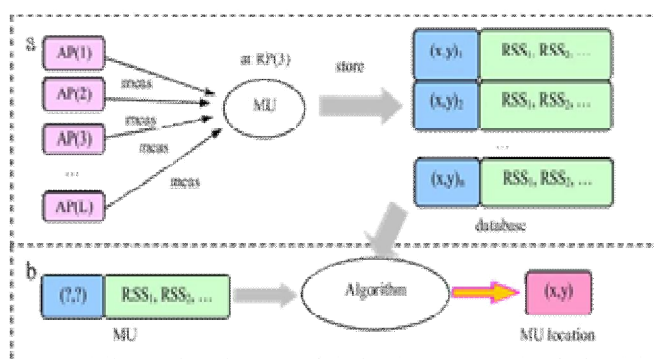 a
AP(1)
AP(2)
AP(3)
...
AP(L)
meas
meas
meas
meas
at RP(3)
MU
store
(x,y)₁ RSS₁, RSS₂, ...
(x,y)₂ RSS₁, RSS₂, ...
...
(x,y)ₙ RSS₁, RSS₂, ...
database
b
(?,?) RSS₁, RSS₂, ...
MU
Algorithm
(x,y)
MU location